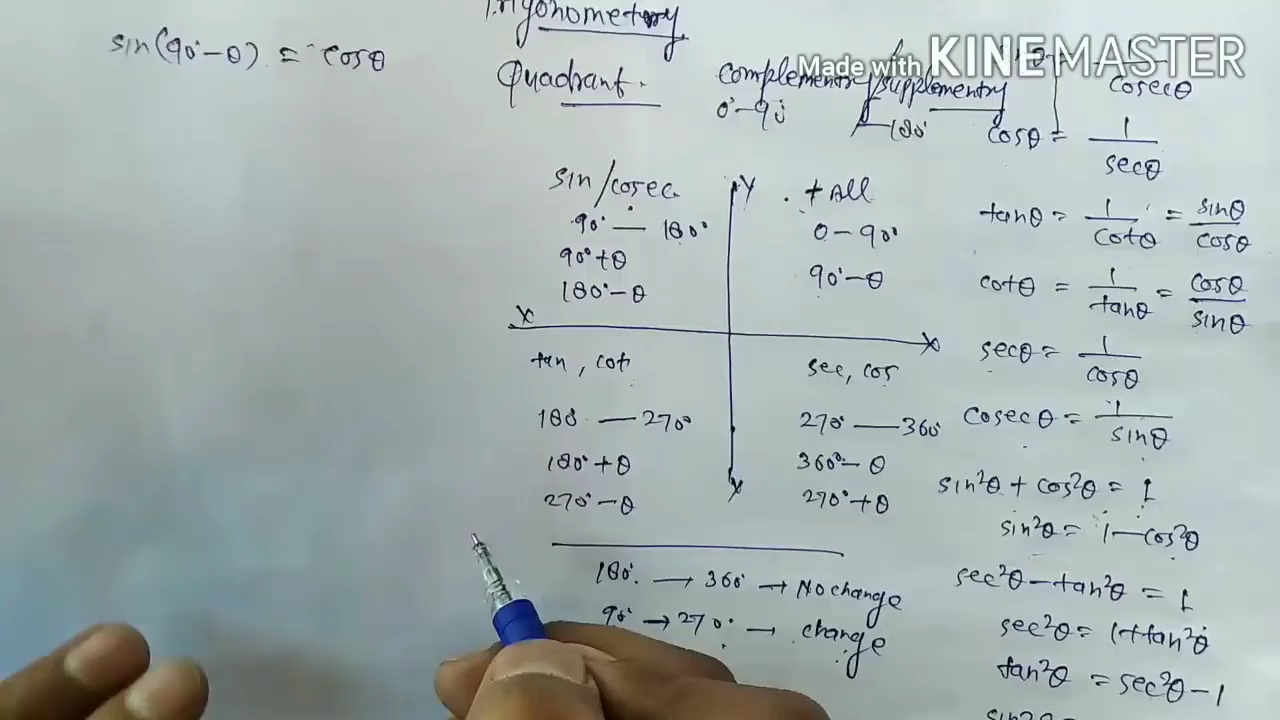 Trigonometry
sin(90°-θ) = cosθ
Quadrant.
complementry/supplementry
0°-90°
-180°
Made with KINEMASTER
cosecθ
cosθ = 1/secθ
tanθ = 1/cotθ = sinθ/cosθ
cotθ = 1/tanθ = cosθ/sinθ
secθ = 1/cosθ
cosecθ = 1/sinθ
sin²θ + cos²θ = 1
sin²θ = 1-cos²θ
sec²θ-tan²θ = 1
sec²θ = 1+tan²θ
tan²θ = sec²θ-1
sin/cosec
90° — 180°
90°+θ
180°-θ
Y
+ All
0-90°
90°-θ
X
X
tan, cot
180° — 270°
180°+θ
270°-θ
sec, cos
270° — 360°
360°-θ
270°+θ
180° → 360° → No change
90° → 270° → change